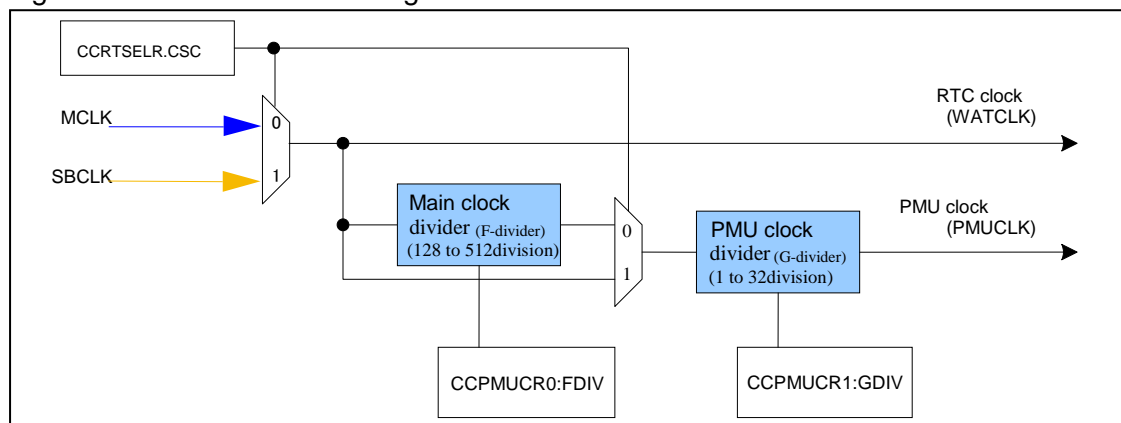 CCRTSELR.CSC
MCLK
0
RTC clock
(WATCLK)
SBCLK
1
Main clock
divider (F-divider)
(128 to 512division)
0
1
PMU clock
divider (G-divider)
(1 to 32division)
PMU clock
(PMUCLK)
CCPMUCR0:FDIV
CCPMUCR1:GDIV